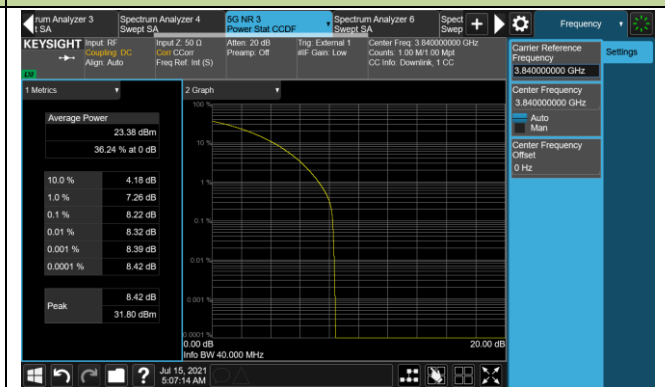 rum Analyzer 3
t SA
Spectrum Analyzer 4
Swept SA
5G NR 3
Power Stat CCDF
Spectrum Analyzer 6
Swept SA
Spect
Swep
Frequency
KEYSIGHT
Input: RF
Coupling: DC
Align: Auto
Input Z: 50 Ω
Corr CCorr
Freq Ref: Int (S)
Atten: 20 dB
Preamp: Off
Trig: External 1
#IF Gain: Low
Center Freq: 3.840000000 GHz
Counts: 1.00 M/1.00 Mpt
CC Info: Downlink, 1 CC
LXI
Carrier Reference
Frequency
3.840000000 GHz
Settings
Center Frequency
3.840000000 GHz
Auto
Man
Center Frequency
Offset
0 Hz
1 Metrics
Average Power
23.38 dBm
36.24 % at 0 dB
10.0 % 4.18 dB
1.0 % 7.26 dB
0.1 % 8.22 dB
0.01 % 8.32 dB
0.001 % 8.39 dB
0.0001 % 8.42 dB
Peak
8.42 dB
31.80 dBm
2 Graph
100 %
10 %
1 %
0.1 %
0.01 %
0.001 %
0.0001 %
0.00 dB 20.00 dB
Info BW 40.000 MHz
?
Jul 15, 2021
5:07:14 AM